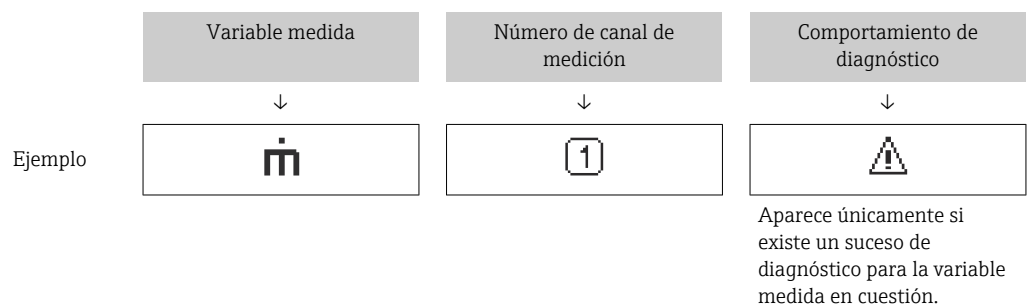 Variable medida
Número de canal de
medición
Comportamiento de
diagnóstico
↓ ↓ ↓
Ejemplo
ṁ
1
Aparece únicamente si
existe un suceso de
diagnóstico para la variable
medida en cuestión.